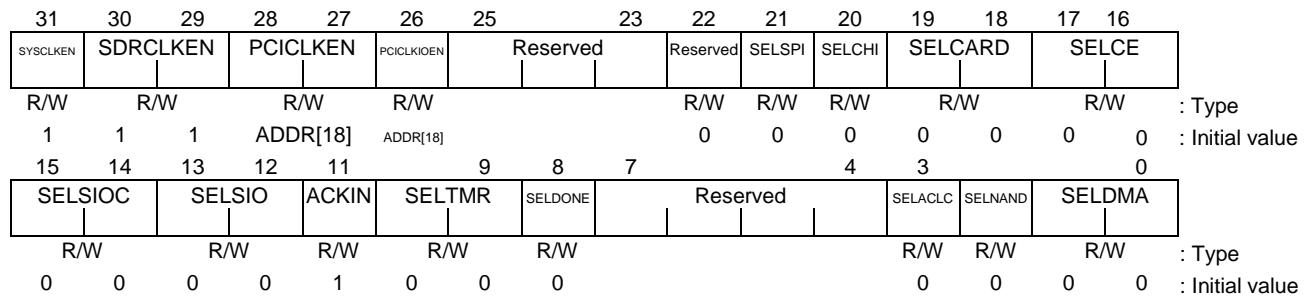 31 30 29 28 27 26 25 23 22 21 20 19 18 17 16
SYSCLKEN SDRCLKEN PCICLKEN PCICLKIOEN Reserved Reserved SELSPI SELCHI SELCARD SELCE
R/W R/W R/W R/W R/W R/W R/W R/W R/W : Type
1 1 1 ADDR[18] ADDR[18] 0 0 0 0 0 0 0 : Initial value
15 14 13 12 11 9 8 7 4 3 0
SELSIOC SELSIO ACKIN SELTMR SELDONE Reserved SELACLC SELNAND SELDMA
R/W R/W R/W R/W R/W R/W R/W R/W : Type
0 0 0 0 1 0 0 0 0 0 0 0 : Initial value